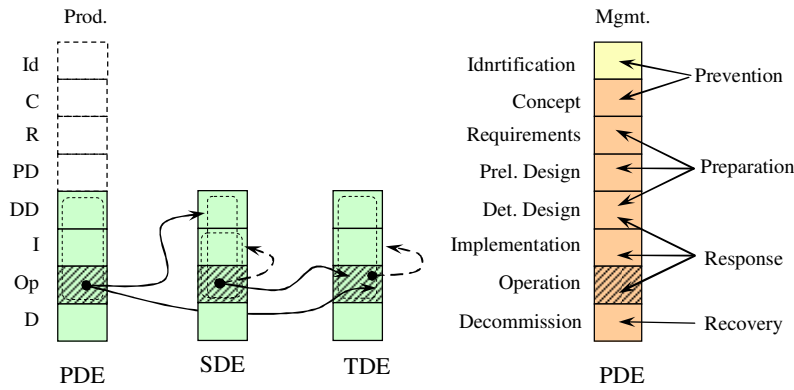 Prod.
Mgmt.
Id
C
R
PD
DD
I
Op
D
PDE
SDE
TDE
Idnrtification
Concept
Requirements
Prel. Design
Det. Design
Implementation
Operation
Decommission
Prevention
Preparation
Response
Recovery
PDE